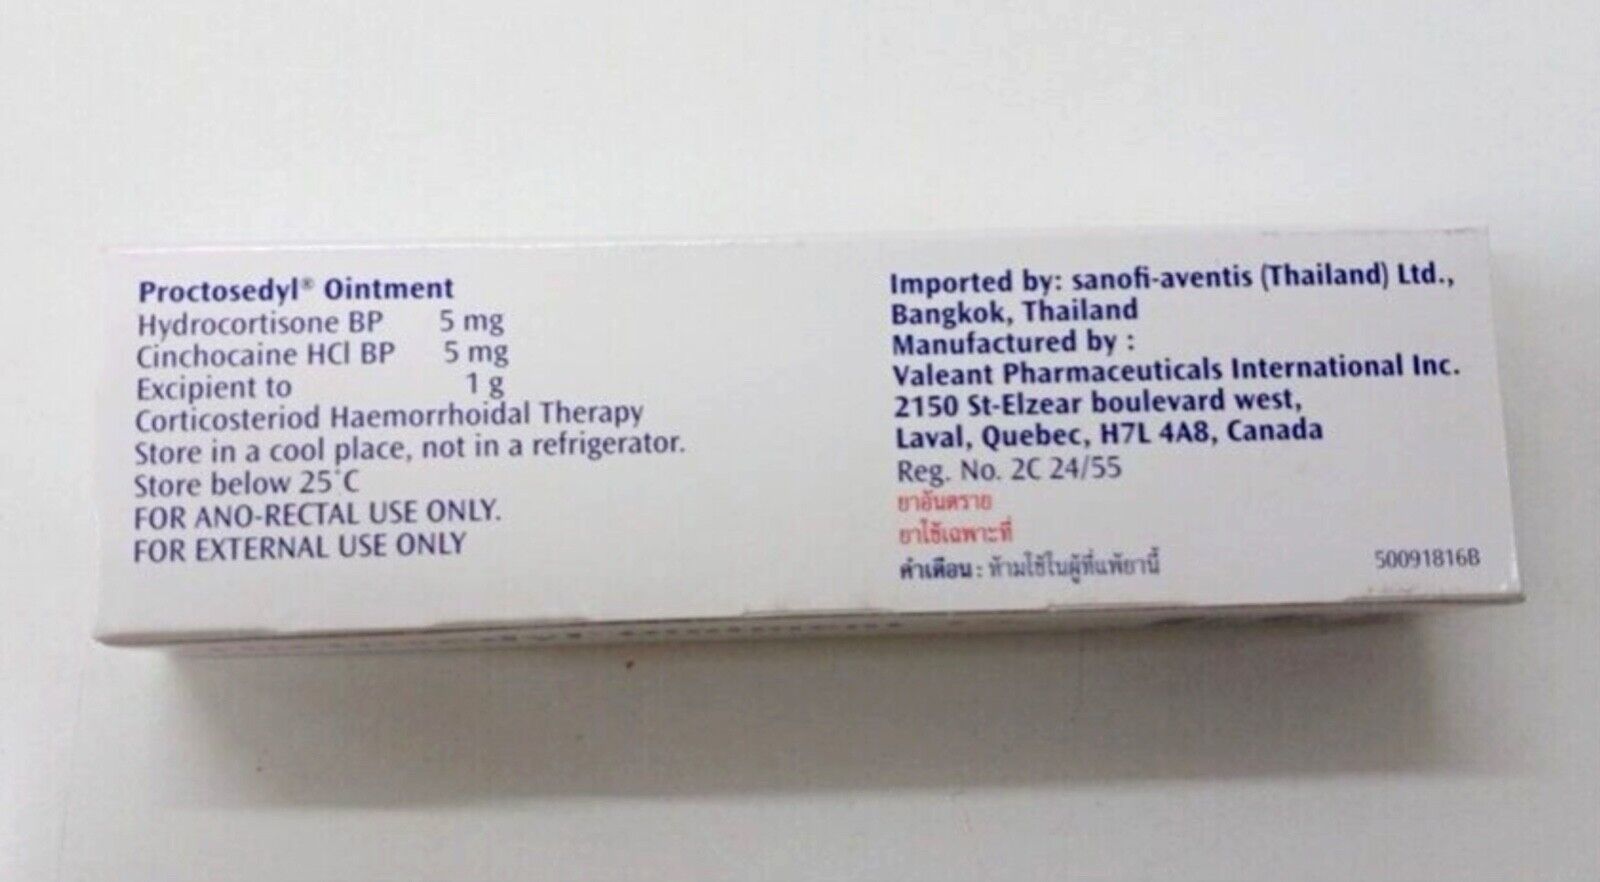 Proctosedyl® Ointment
Hydrocortisone BP 5 mg
Cinchocaine HCl BP 5 mg
Excipient to 1 g
Corticosteriod Haemorrhoidal Therapy
Store in a cool place, not in a refrigerator.
Store below 25°C
FOR ANO-RECTAL USE ONLY.
FOR EXTERNAL USE ONLY
Imported by: sanofi-aventis (Thailand) Ltd.,
Bangkok, Thailand
Manufactured by :
Valeant Pharmaceuticals International Inc.
2150 St-Elzear boulevard west,
Laval, Quebec, H7L 4A8, Canada
Reg. No. 2C 24/55
ยาอันตราย
ยาใช้เฉพาะที่
คำเตือน : ห้ามใช้ในผู้ที่แพ้ยานี้
50091816B